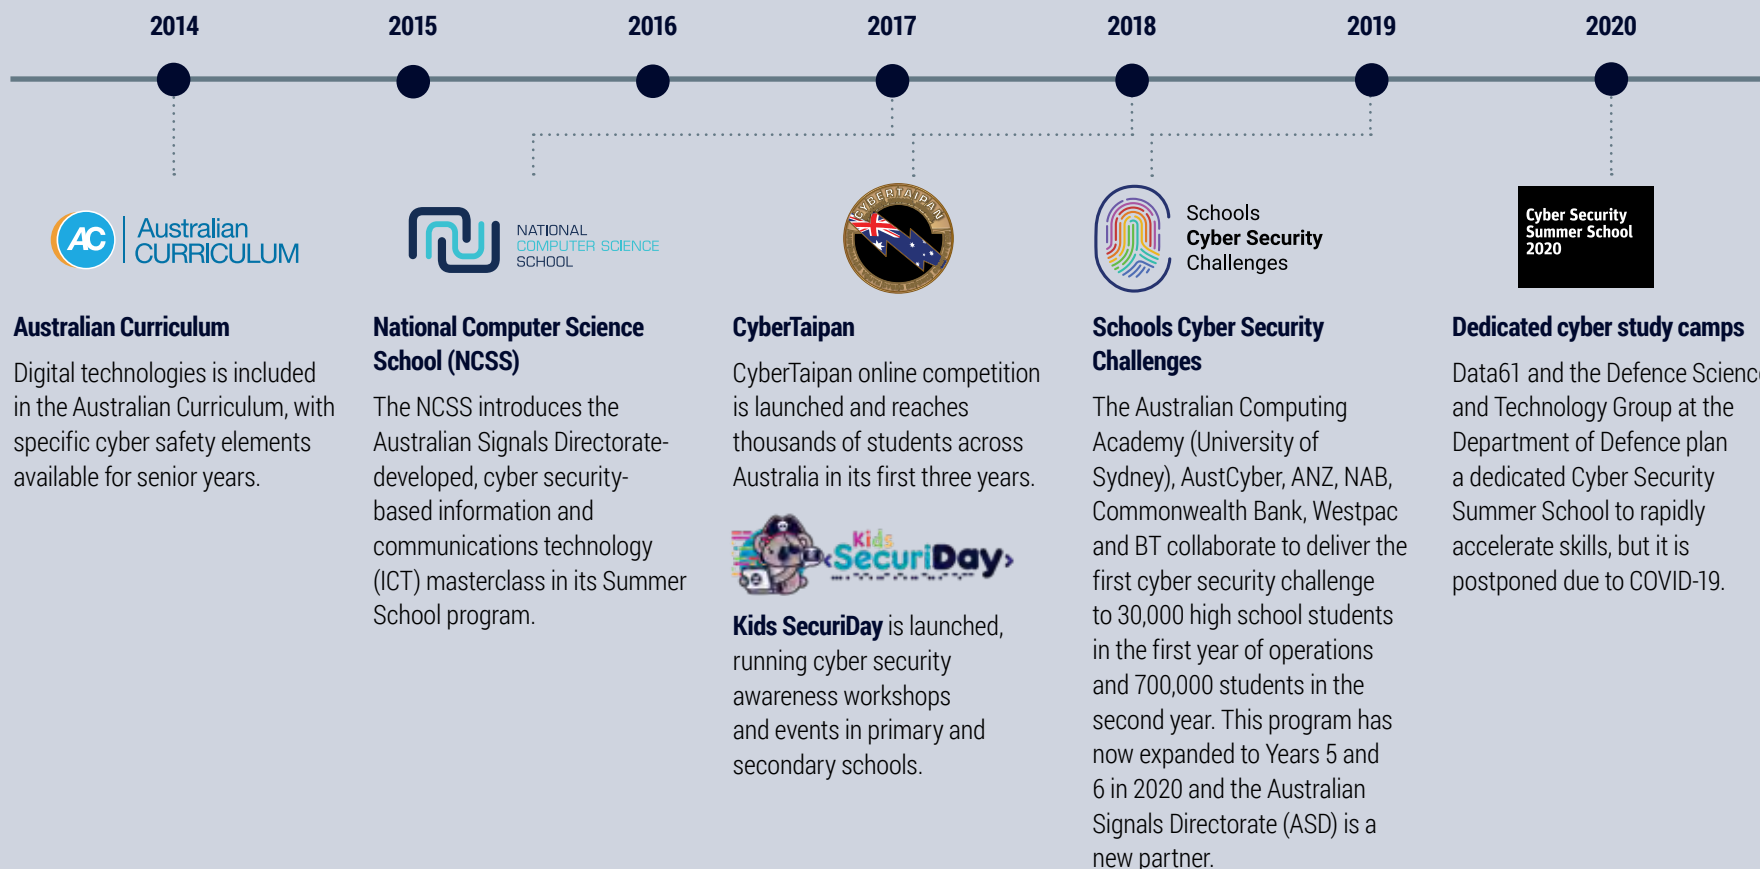 2014
2015
2016
2017
2018
2019
2020
AC
Australian
CURRICULUM
Australian Curriculum
Digital technologies is included
in the Australian Curriculum, with
specific cyber safety elements
available for senior years.
NATIONAL
COMPUTER SCIENCE
SCHOOL
National Computer Science
School (NCSS)
The NCSS introduces the
Australian Signals Directorate-
developed, cyber security-
based information and
communications technology
(ICT) masterclass in its Summer
School program.
CYBERTAIPAN
CyberTaipan
CyberTaipan online competition
is launched and reaches
thousands of students across
Australia in its first three years.
Kids
SecuriDay
Kids SecuriDay is launched,
running cyber security
awareness workshops
and events in primary and
secondary schools.
Schools
Cyber Security
Challenges
Schools Cyber Security
Challenges
The Australian Computing
Academy (University of
Sydney), AustCyber, ANZ, NAB,
Commonwealth Bank, Westpac
and BT collaborate to deliver the
first cyber security challenge
to 30,000 high school students
in the first year of operations
and 700,000 students in the
second year. This program has
now expanded to Years 5 and
6 in 2020 and the Australian
Signals Directorate (ASD) is a
new partner.
Cyber Security
Summer School
2020
Dedicated cyber study camps
Data61 and the Defence Science
and Technology Group at the
Department of Defence plan
a dedicated Cyber Security
Summer School to rapidly
accelerate skills, but it is
postponed due to COVID-19.